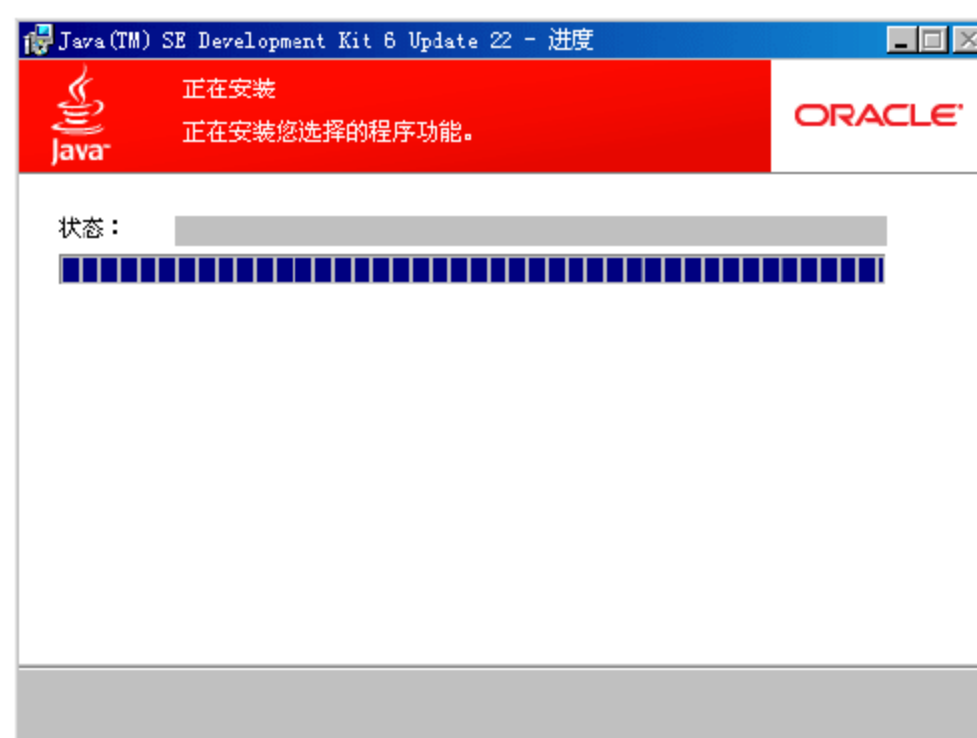 Java(TM) SE Development Kit 6 Update 22 - 进度
正在安装
正在安装您选择的程序功能。
Java™
ORACLE®
状态：